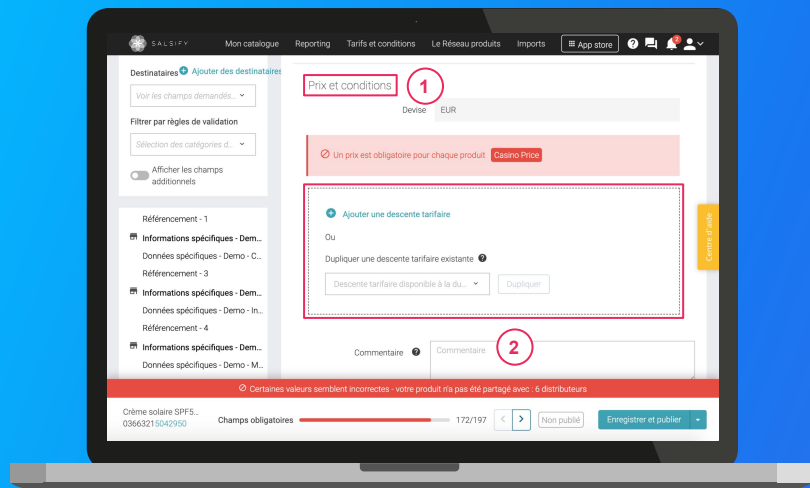 SALSIFY Mon catalogue Reporting Tarifs et conditions Le Réseau produits Imports App store 2
Destinataires Ajouter des destinataires
Voir les champs demandés...
Filtrer par règles de validation
Sélection des catégories d...
Afficher les champs
additionnels
Référencement - 1
Informations spécifiques - Dem...
Données spécifiques - Demo - C...
Référencement - 3
Informations spécifiques - Dem...
Données spécifiques - Demo - In...
Référencement - 4
Informations spécifiques - Dem...
Données spécifiques - Demo - M...
Prix et conditions 1
Devise EUR
Un prix est obligatoire pour chaque produit Casino Price
Ajouter une descente tarifaire
Ou
Dupliquer une descente tarifaire existante ?
Descente tarifaire disponible à la du... Dupliquer
Commentaire ? Commentaire 2
Centre d'aide
Certaines valeurs semblent incorrectes - votre produit n'a pas été partagé avec : 6 distributeurs
Crème solaire SPF5...
03663215042950
Champs obligatoires 172/197 < > Non publié Enregistrer et publier